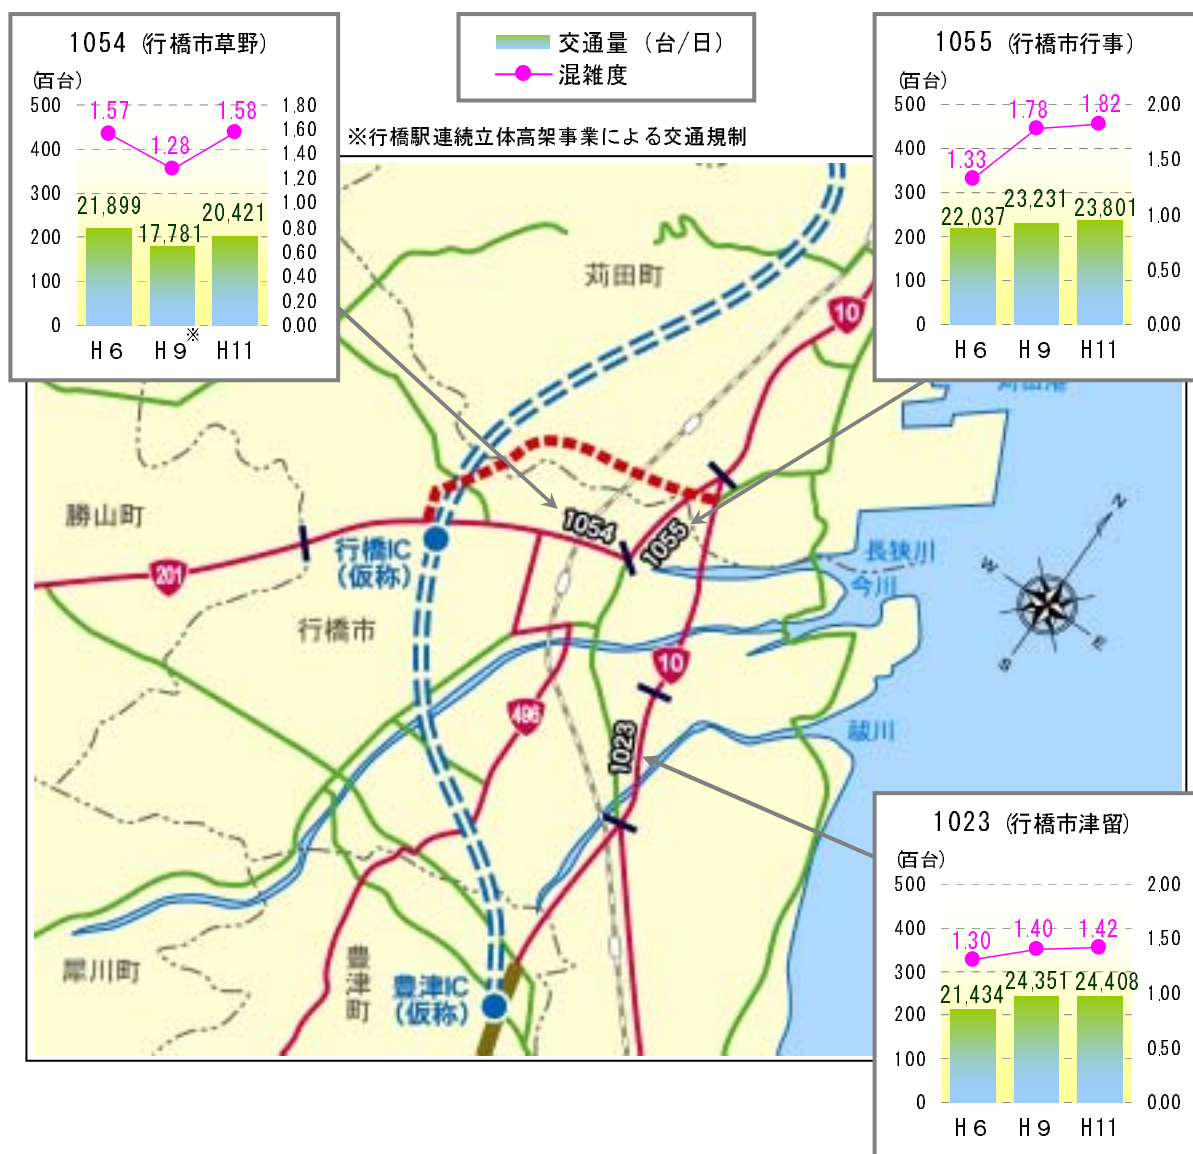 1054 (行橋市草野)
(百台)
500
400
300
200
100
0
1.80
1.60
1.40
1.20
1.00
0.80
0.60
0.40
0.20
0.00
1.57
1.28
1.58
21,899
17,781
20,421
H6
H9※
H11
交通量 (台/日)
混雑度
※行橋駅連続立体高架事業による交通規制
1055 (行橋市行事)
(百台)
500
400
300
200
100
0
2.00
1.50
1.00
0.50
0.00
1.33
1.78
1.82
22,037
23,231
23,801
H6
H9
H11
苅田町
10
苅田港
勝山町
201
行橋IC
(仮称)
1054
1055
長狭川
今川
N
W
E
S
行橋市
10
496
1023
祓川
犀川町
豊津町
豊津IC
(仮称)
1023 (行橋市津留)
(百台)
500
400
300
200
100
0
2.00
1.50
1.00
0.50
0.00
1.30
1.40
1.42
21,434
24,351
24,408
H6
H9
H11